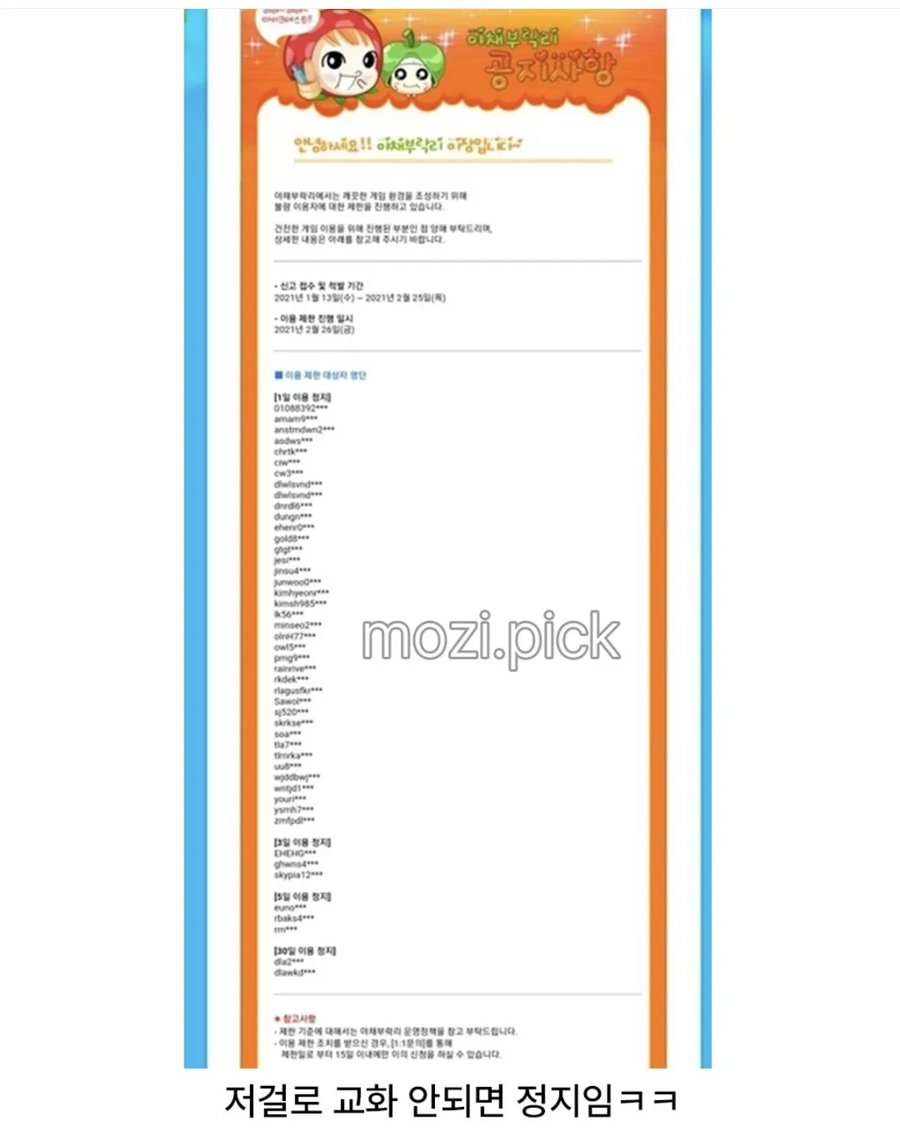 야채부락리
공지사항
안녕하세요!! 야채부락리 이장입니다~
야채부락리에서는 깨끗한 게임 환경을 조성하기 위해
불량 이용자에 대한 제한을 진행하고 있습니다.
건전한 게임 이용을 위해 진행된 부분인 점 양해 부탁드리며,
상세한 내용은 아래를 참고해 주시기 바랍니다.
- 신고 접수 및 적발 기간
2021년 1월 13일(수) ~ 2021년 2월 25일(목)
- 이용 제한 진행 일시
2021년 2월 26일(금)
■ 이용 제한 대상자 명단
[1일 이용 정지]
01088392***
amam9***
anstmdwn2***
asdws***
chrtk***
ciw***
cw3***
dlwlsvnd***
dlwlsvnd***
dnrdl6***
dungn***
ehenr0***
gold8***
gtgt***
jesi***
jinsu4***
junwoo0***
kimhyeonr***
kimsh985***
lk56***
minseo2***
olnH77***
owl5***
pmg9***
rainrive***
rkdek***
rlagusfkr***
Sawol***
sj520***
skrkse***
soa***
tla7***
tlmrka***
uu8***
wjddbwj***
wntjd1***
youri***
ysmh7***
zmfpdl***
[3일 이용 정지]
EHEHG***
ghwns4***
skypia12***
[5일 이용 정지]
euno***
rbaks4***
rm***
[30일 이용 정지]
dla2***
dlawkd***
mozi.pick
※ 참고사항
- 제한 기준에 대해서는 야채부락리 운영정책을 참고 부탁드립니다.
- 이용 제한 조치를 받으신 경우, [1:1문의]를 통해
제한일로 부터 15일 이내에만 이의 신청을 하실 수 있습니다.
저걸로 교화 안되면 정지임ㅋㅋ